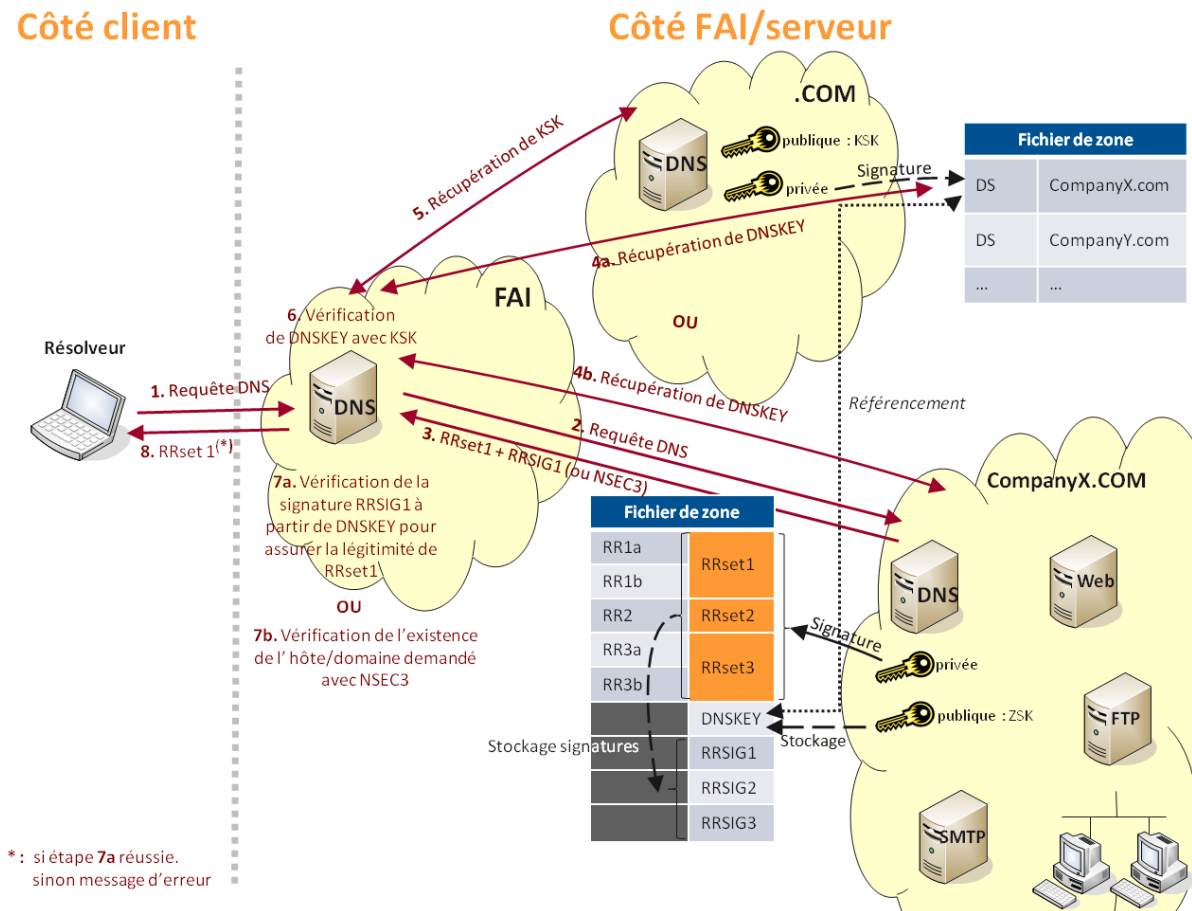 Côté client
Côté FAI/serveur
.COM
DNS
publique : KSK
privée
Signature
Fichier de zone
DS CompanyX.com
DS CompanyY.com
... ...
5. Récupération de KSK
4a. Récupération de DNSKEY
OU
FAI
6. Vérification
de DNSKEY avec KSK
DNS
Résolveur
1. Requête DNS
8. RRset 1(*)
4b. Récupération de DNSKEY
2. Requête DNS
3. RRset1 + RRSIG1 (ou NSEC3)
Référencement
7a. Vérification de la
signature RRSIG1 à
partir de DNSKEY pour
assurer la légitimité de
RRset1
OU
7b. Vérification de l'existence
de l' hôte/domaine demandé
avec NSEC3
Fichier de zone
RR1a
RRset1
RR1b
RR2 RRset2
RR3a
RRset3
RR3b
DNSKEY
RRSIG1
RRSIG2
RRSIG3
Stockage signatures
CompanyX.COM
DNS
Web
Signature
privée
publique : ZSK
Stockage
FTP
SMTP
* : si étape 7a réussie.
sinon message d'erreur